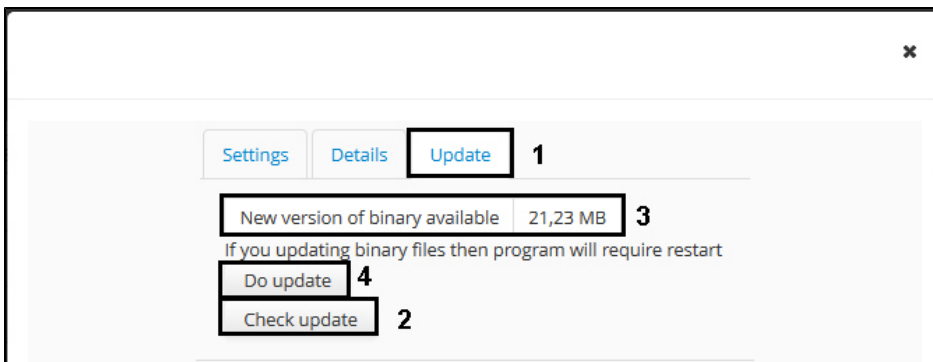 Settings Details Update 1
New version of binary available 21,23 MB 3
If you updating binary files then program will require restart
Do update 4
Check update 2